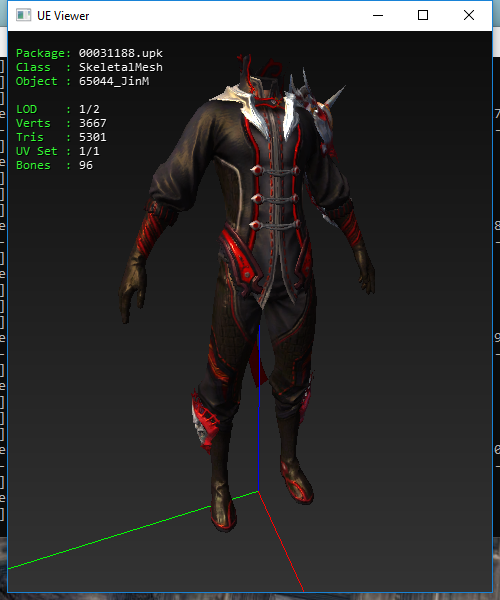 UE Viewer
Package: 00031188.upk
Class  : SkeletalMesh
Object : 65044_JinM
LOD    : 1/2
Verts  : 3667
Tris   : 5301
UV Set : 1/1
Bones  : 96